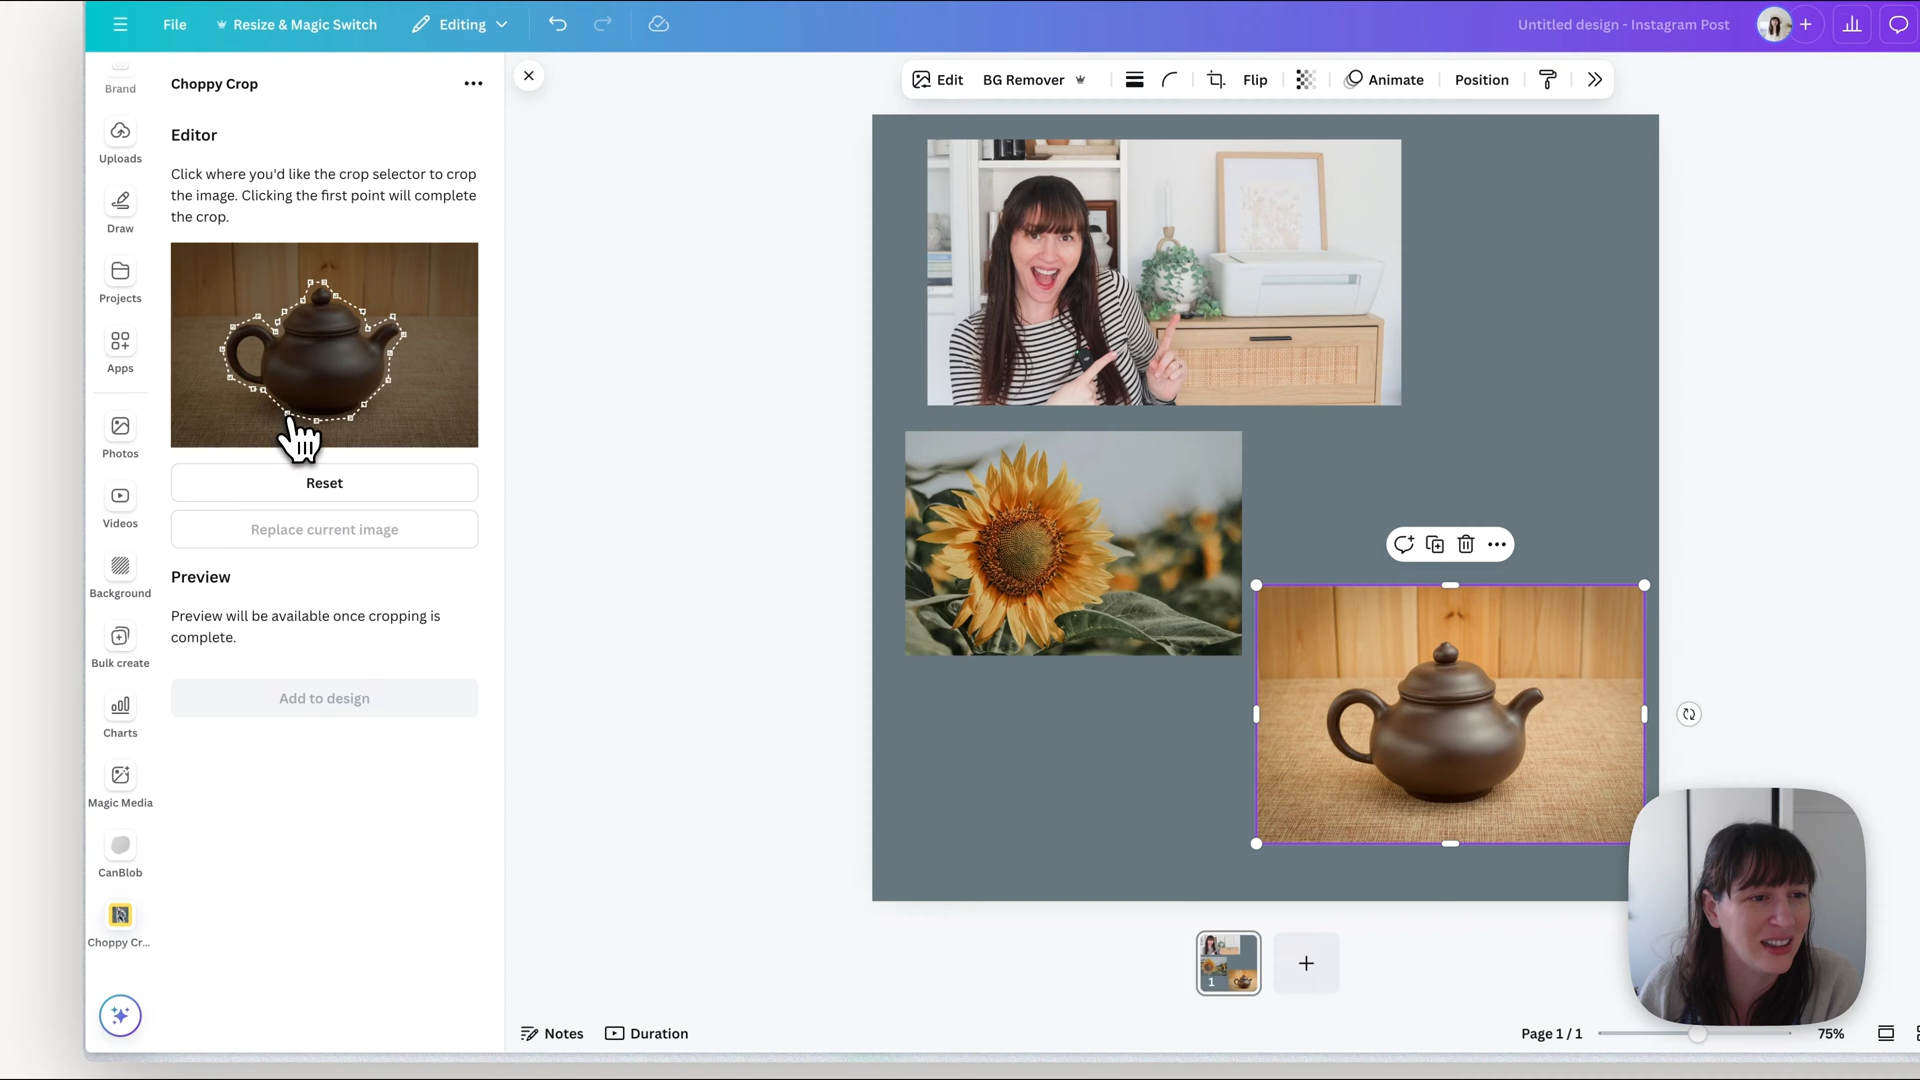 File
Resize & Magic Switch
Editing
Untitled design - Instagram Post
Brand
Uploads
Draw
Projects
Apps
Photos
Videos
Background
Bulk create
Charts
Magic Media
CanBlob
Choppy Cr...
Choppy Crop
Editor
Click where you'd like the crop selector to crop
the image. Clicking the first point will complete
the crop.
Reset
Replace current image
Preview
Preview will be available once cropping is
complete.
Add to design
Edit
BG Remover
Flip
Animate
Position
1
Notes
Duration
Page 1 / 1
75%